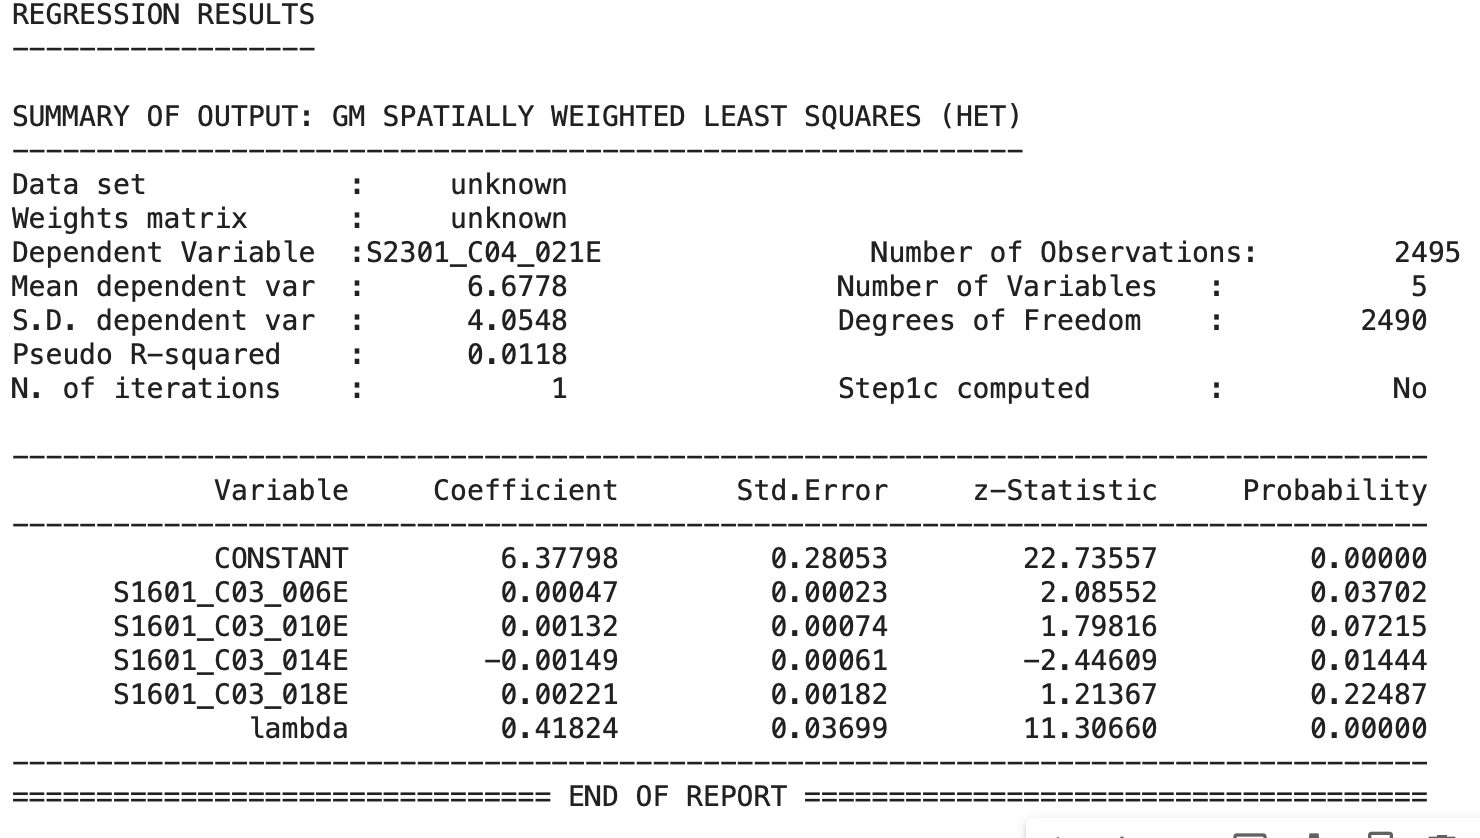 REGRESSION RESULTS
------------------
SUMMARY OF OUTPUT: GM SPATIALLY WEIGHTED LEAST SQUARES (HET)
------------------------------------------------------------
Data set            :     unknown
Weights matrix      :     unknown
Dependent Variable  :S2301_C04_021E                Number of Observations:        2495
Mean dependent var  :      6.6778                Number of Variables   :           5
S.D. dependent var  :      4.0548                Degrees of Freedom    :        2490
Pseudo R-squared    :      0.0118
N. of iterations    :           1                Step1c computed       :          No
------------------------------------------------------------------------------------
            Variable     Coefficient       Std.Error     z-Statistic     Probability
------------------------------------------------------------------------------------
            CONSTANT         6.37798         0.28053        22.73557         0.00000
      S1601_C03_006E         0.00047         0.00023         2.08552         0.03702
      S1601_C03_010E         0.00132         0.00074         1.79816         0.07215
      S1601_C03_014E        -0.00149         0.00061        -2.44609         0.01444
      S1601_C03_018E         0.00221         0.00182         1.21367         0.22487
              lambda         0.41824         0.03699        11.30660         0.00000
------------------------------------------------------------------------------------
================================ END OF REPORT =====================================